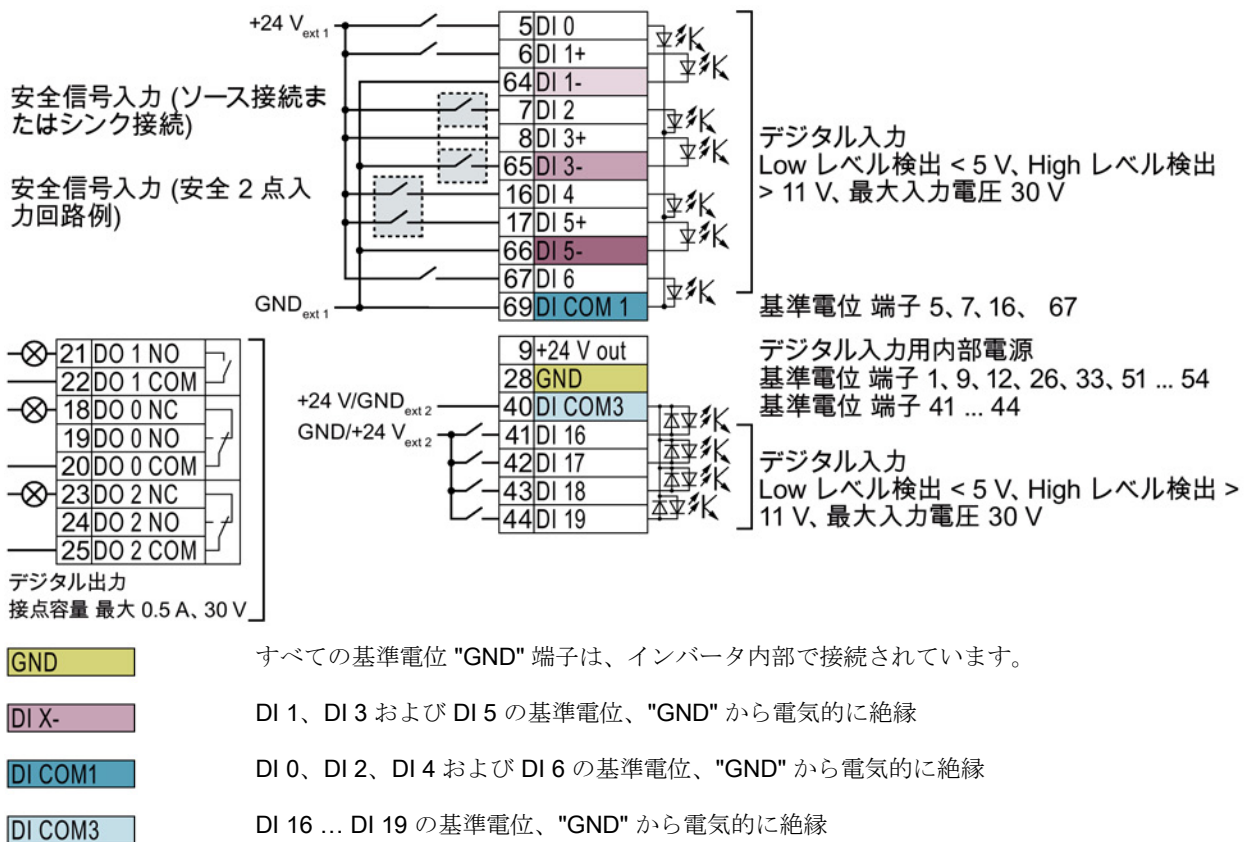 +24 V ext 1
5 DI 0
6 DI 1+
64 DI 1-
7 DI 2
8 DI 3+
65 DI 3-
16 DI 4
17 DI 5+
66 DI 5-
67 DI 6
69 DI COM 1
GND ext 1
安全信号入力 (ソース接続ま
たはシンク接続)
安全信号入力 (安全 2 点入
力回路例)
デジタル入力
Low レベル検出 < 5 V、High レベル検出
> 11 V、最大入力電圧 30 V
基準電位 端子 5、7、16、 67
21 DO 1 NO
22 DO 1 COM
18 DO 0 NC
19 DO 0 NO
20 DO 0 COM
23 DO 2 NC
24 DO 2 NO
25 DO 2 COM
デジタル出力
接点容量 最大 0.5 A、30 V
9 +24 V out
28 GND
40 DI COM3
41 DI 16
42 DI 17
43 DI 18
44 DI 19
+24 V/GND ext 2
GND/+24 V ext 2
デジタル入力用内部電源
基準電位 端子 1、9、12、26、33、51 ... 54
基準電位 端子 41 ... 44
デジタル入力
Low レベル検出 < 5 V、High レベル検出 >
11 V、最大入力電圧 30 V
GND すべての基準電位 "GND" 端子は、インバータ内部で接続されています。
DI X- DI 1、DI 3 および DI 5 の基準電位、"GND" から電気的に絶縁
DI COM1 DI 0、DI 2、DI 4 および DI 6 の基準電位、"GND" から電気的に絶縁
DI COM3 DI 16 … DI 19 の基準電位、"GND" から電気的に絶縁